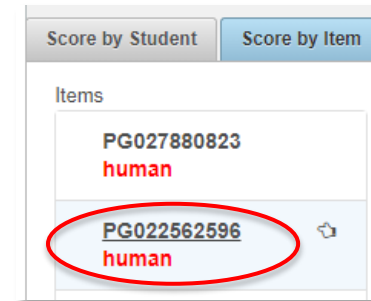 Score by Student Score by Item
Items
PG027880823
human
PG022562596
human